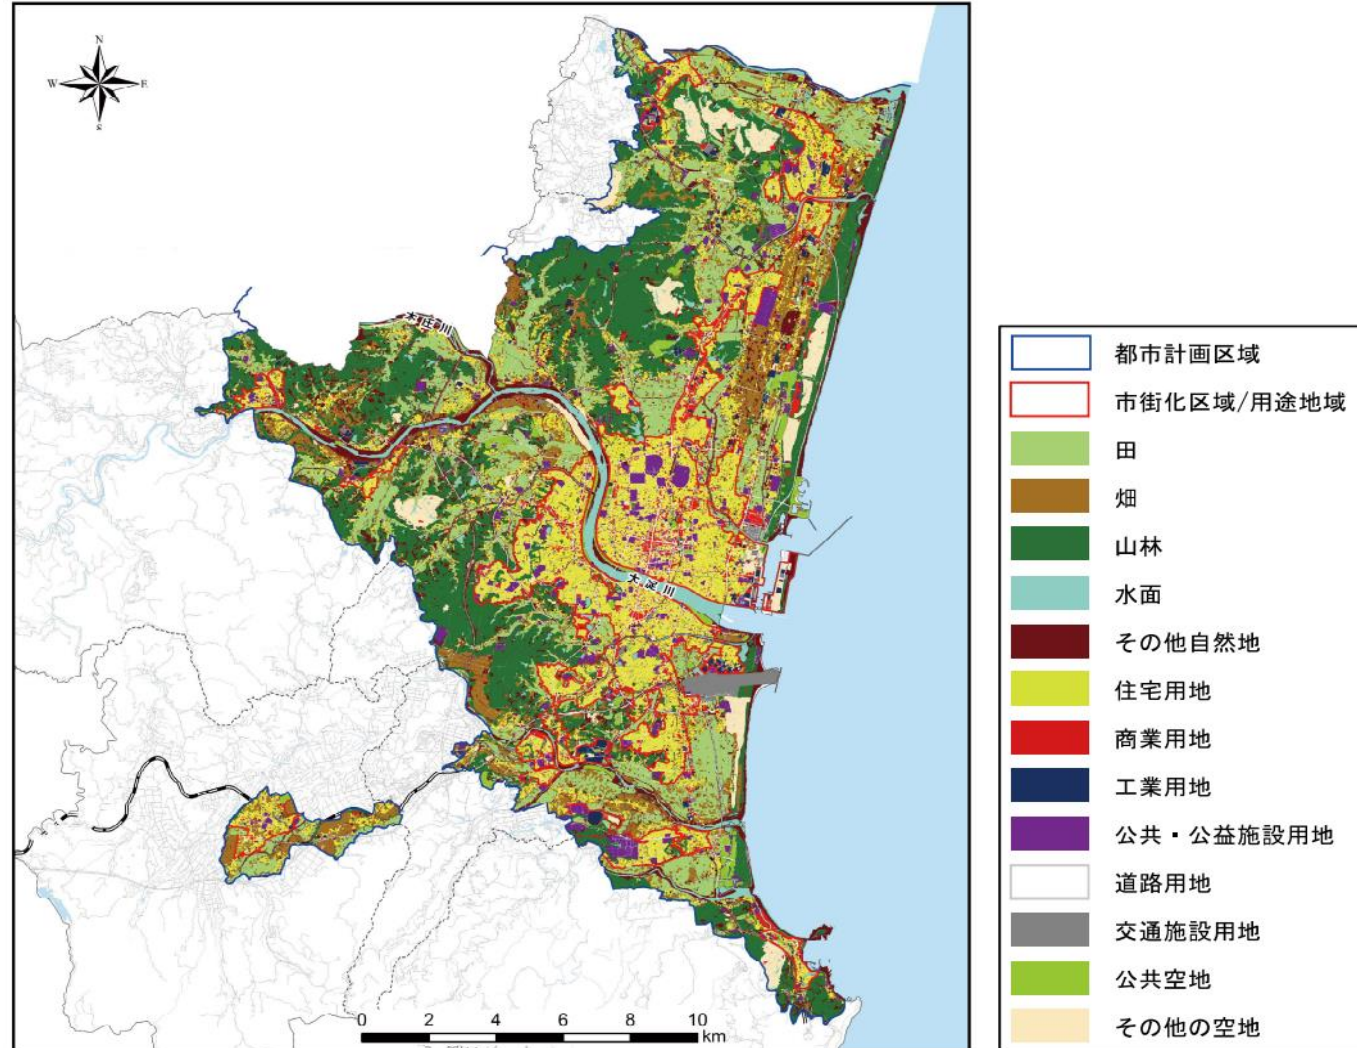 N
W
E
S
本庄川
大淀川
0 2 4 6 8 10
km
都市計画区域
市街化区域/用途地域
田
畑
山林
水面
その他自然地
住宅用地
商業用地
工業用地
公共・公益施設用地
道路用地
交通施設用地
公共空地
その他の空地